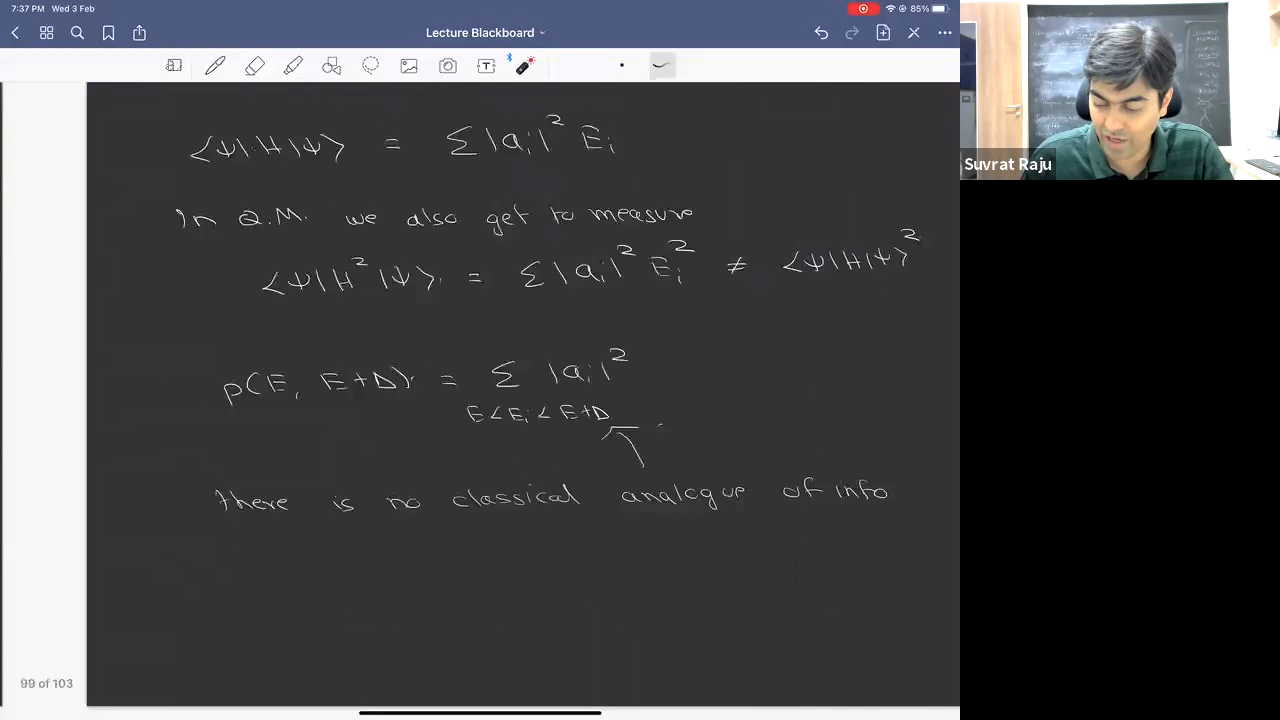 7:37 PM Wed 3 Feb
85%
Lecture Blackboard
Suvrat Raju
<Ψ|H|Ψ> = Σ |aᵢ|² Eᵢ
In Q.M. we also get to measure
<Ψ|H²|Ψ> = Σ |aᵢ|² Eᵢ² ≠ <Ψ|H|Ψ>²
p(E, E+Δ) = Σ |aᵢ|²
E < Eᵢ < E+Δ
there is no classical analogue of info
99 of 103